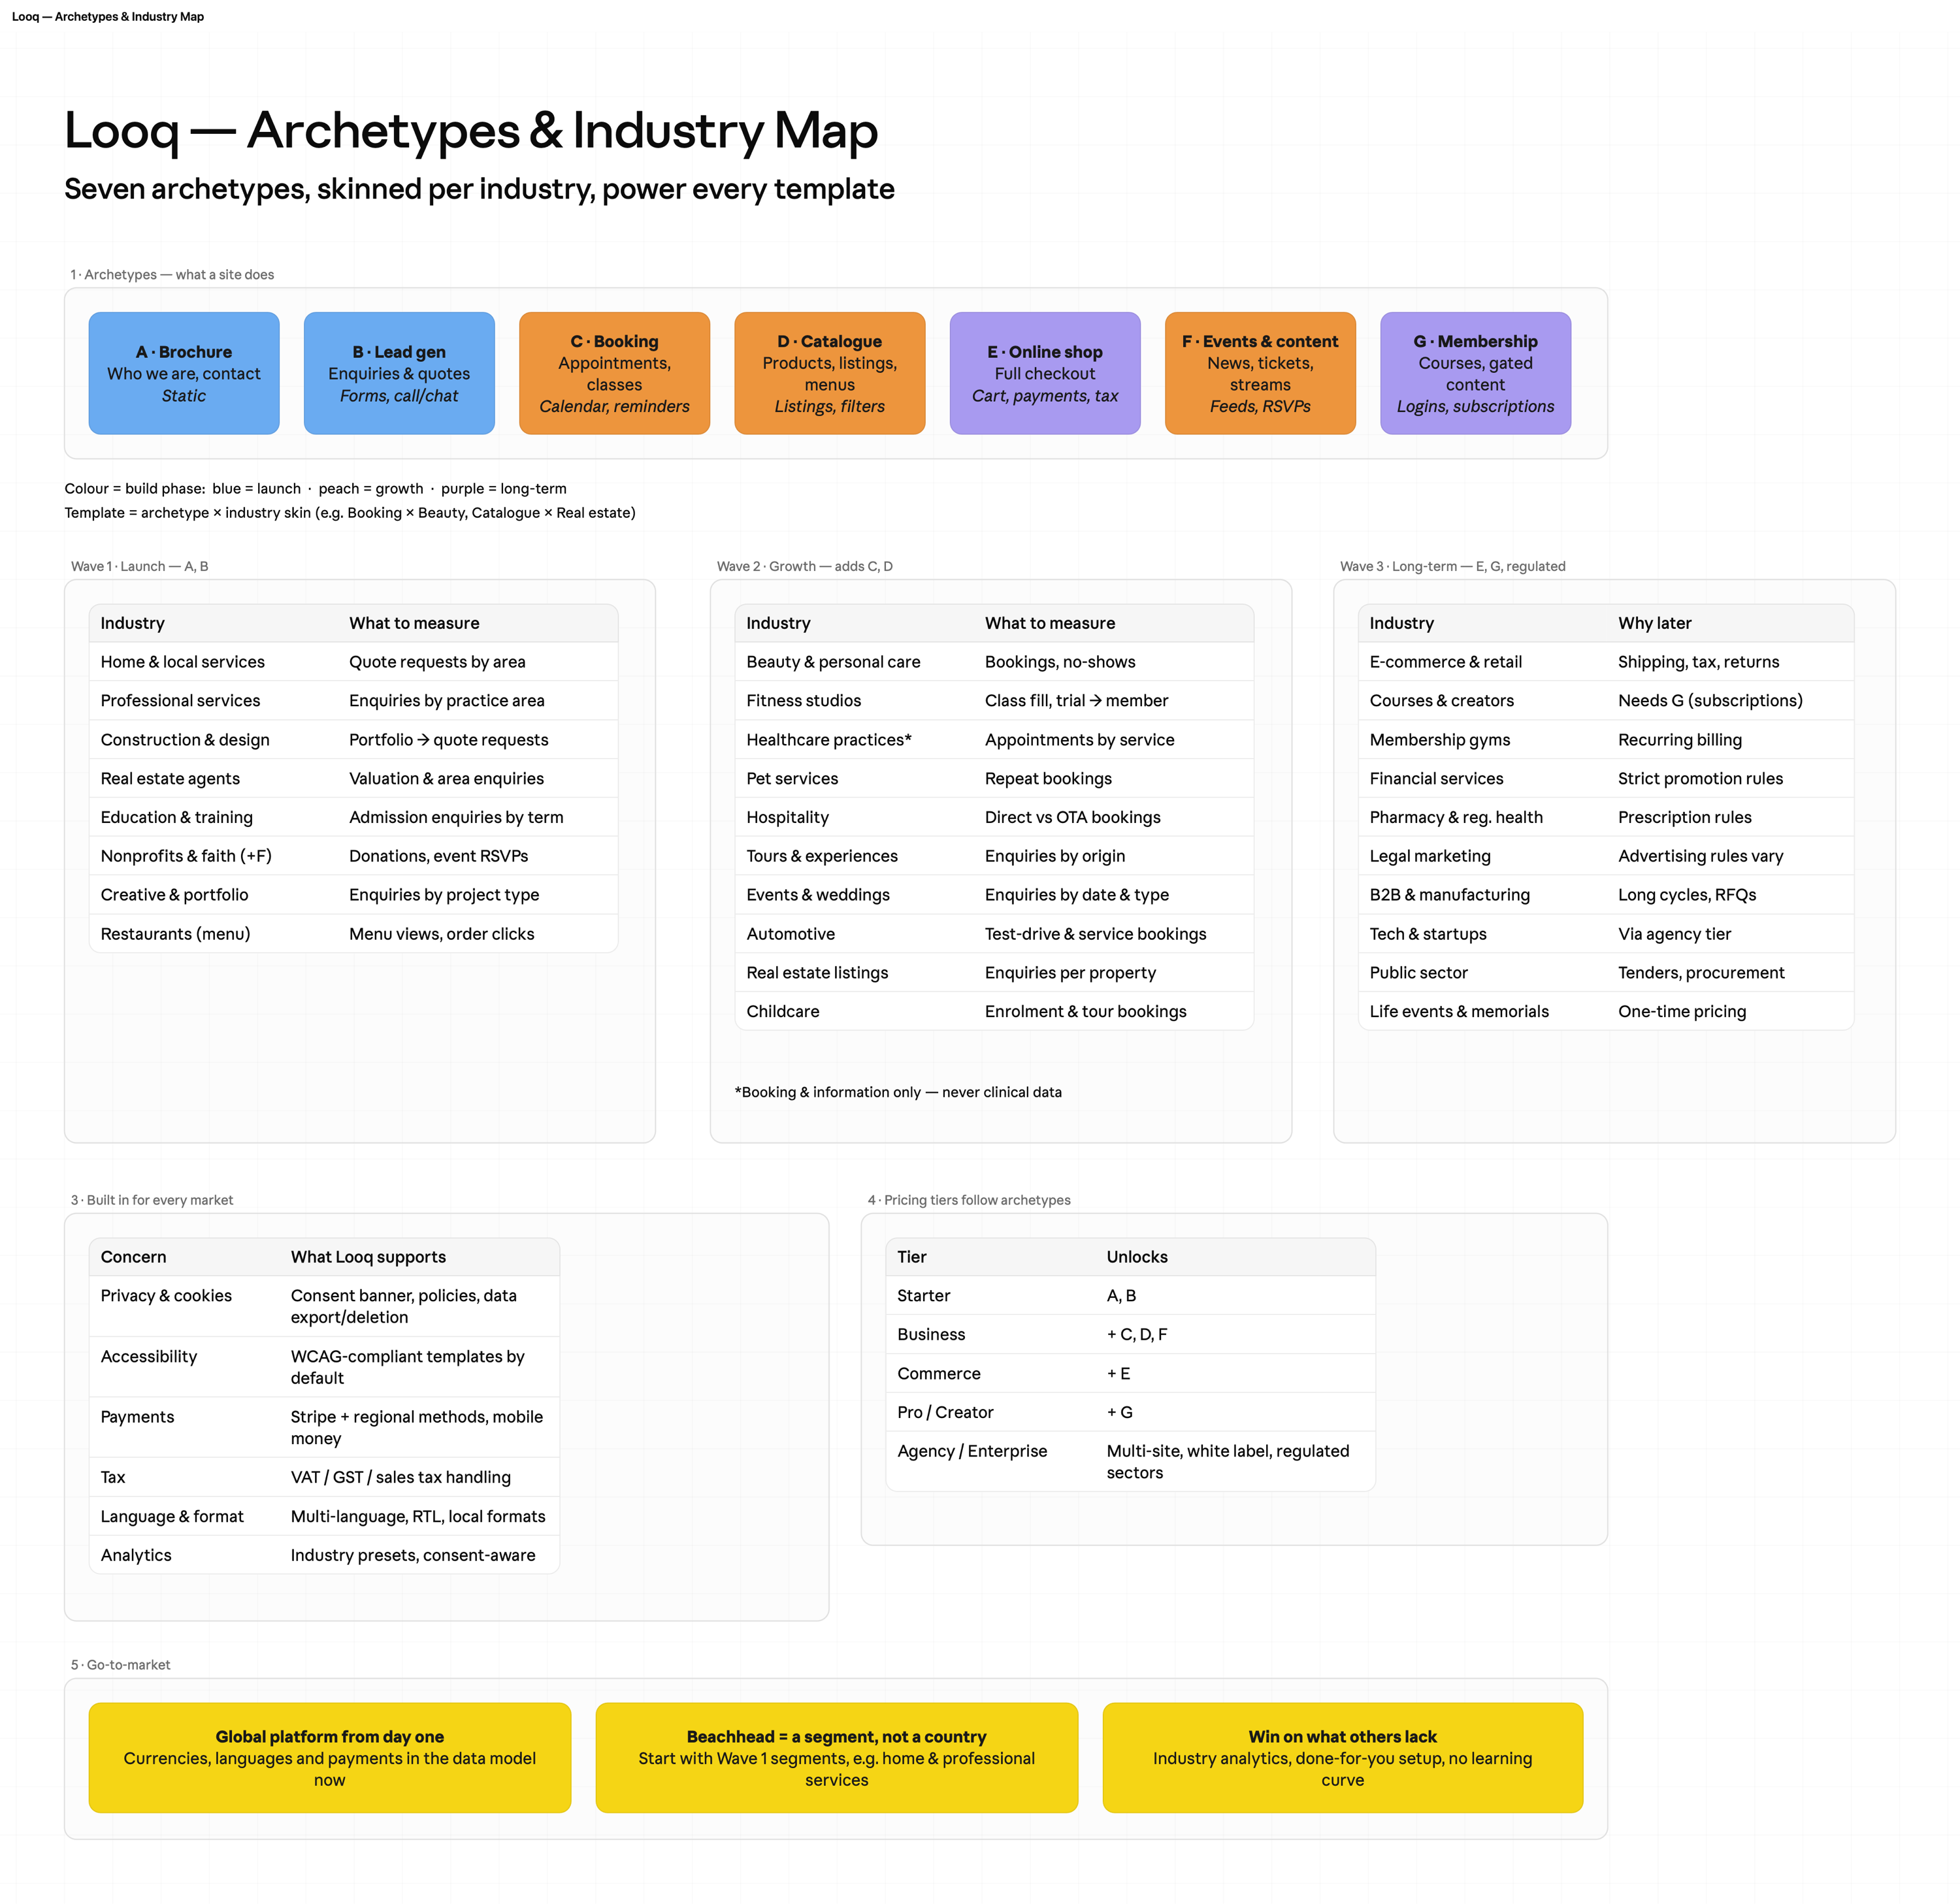 Looq — Archetypes & Industry Map
Looq — Archetypes & Industry Map
Seven archetypes, skinned per industry, power every template
1 · Archetypes — what a site does
A · Brochure
Who we are, contact
Static
B · Lead gen
Enquiries & quotes
Forms, call/chat
C · Booking
Appointments,
classes
Calendar, reminders
D · Catalogue
Products, listings,
menus
Listings, filters
E · Online shop
Full checkout
Cart, payments, tax
F · Events & content
News, tickets,
streams
Feeds, RSVPs
G · Membership
Courses, gated
content
Logins, subscriptions
Colour = build phase: blue = launch · peach = growth · purple = long-term
Template = archetype × industry skin (e.g. Booking × Beauty, Catalogue × Real estate)
Wave 1 · Launch — A, B
Industry What to measure
Home & local services Quote requests by area
Professional services Enquiries by practice area
Construction & design Portfolio → quote requests
Real estate agents Valuation & area enquiries
Education & training Admission enquiries by term
Nonprofits & faith (+F) Donations, event RSVPs
Creative & portfolio Enquiries by project type
Restaurants (menu) Menu views, order clicks
Wave 2 · Growth — adds C, D
Industry What to measure
Beauty & personal care Bookings, no-shows
Fitness studios Class fill, trial → member
Healthcare practices* Appointments by service
Pet services Repeat bookings
Hospitality Direct vs OTA bookings
Tours & experiences Enquiries by origin
Events & weddings Enquiries by date & type
Automotive Test-drive & service bookings
Real estate listings Enquiries per property
Childcare Enrolment & tour bookings
*Booking & information only — never clinical data
Wave 3 · Long-term — E, G, regulated
Industry Why later
E-commerce & retail Shipping, tax, returns
Courses & creators Needs G (subscriptions)
Membership gyms Recurring billing
Financial services Strict promotion rules
Pharmacy & reg. health Prescription rules
Legal marketing Advertising rules vary
B2B & manufacturing Long cycles, RFQs
Tech & startups Via agency tier
Public sector Tenders, procurement
Life events & memorials One-time pricing
3 · Built in for every market
Concern What Looq supports
Privacy & cookies Consent banner, policies, data
export/deletion
Accessibility WCAG-compliant templates by
default
Payments Stripe + regional methods, mobile
money
Tax VAT / GST / sales tax handling
Language & format Multi-language, RTL, local formats
Analytics Industry presets, consent-aware
4 · Pricing tiers follow archetypes
Tier Unlocks
Starter A, B
Business + C, D, F
Commerce + E
Pro / Creator + G
Agency / Enterprise Multi-site, white label, regulated
sectors
5 · Go-to-market
Global platform from day one
Currencies, languages and payments in the data model
now
Beachhead = a segment, not a country
Start with Wave 1 segments, e.g. home & professional
services
Win on what others lack
Industry analytics, done-for-you setup, no learning
curve